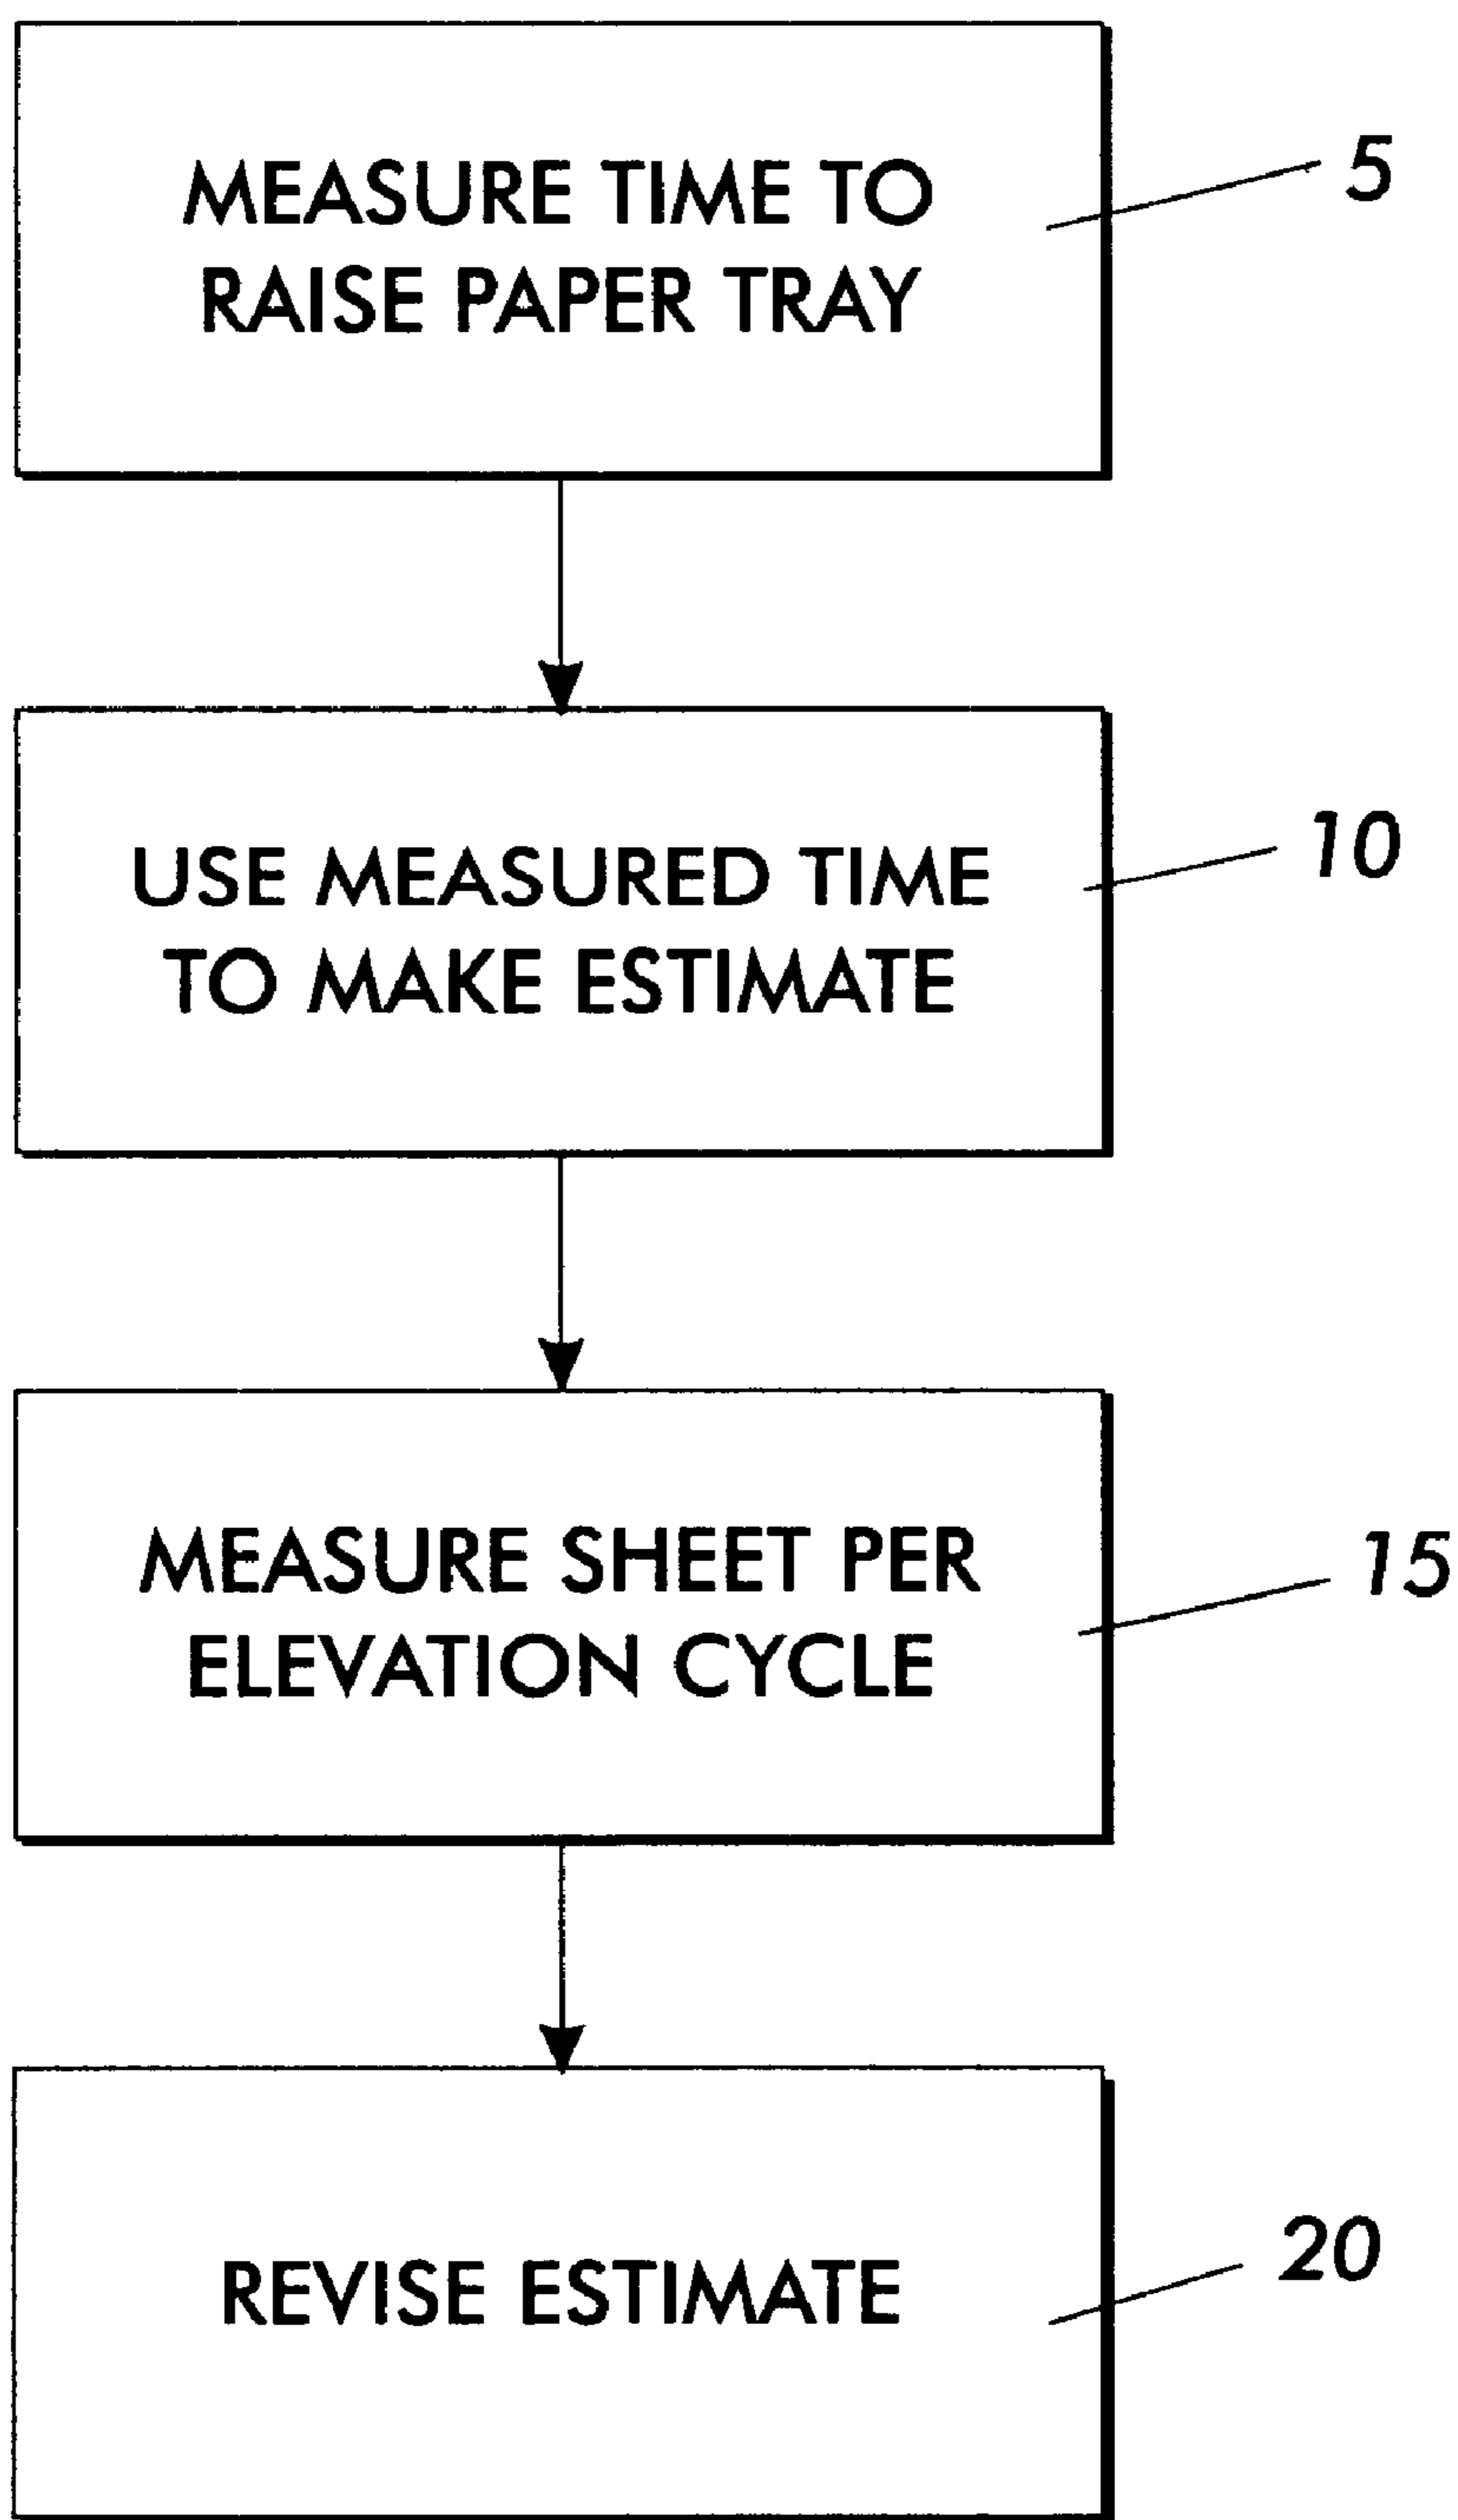 MEASURE TIME TO
RAISE PAPER TRAY
5
USE MEASURED TIME
TO MAKE ESTIMATE
10
MEASURE SHEET PER
ELEVATION CYCLE
15
REVISE ESTIMATE
20